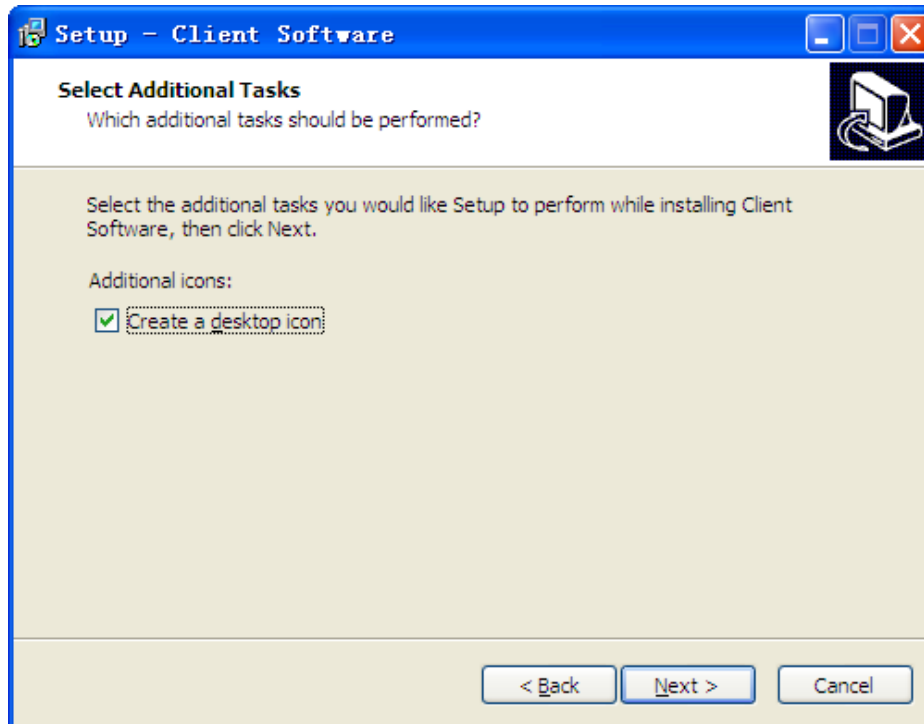 Setup - Client Software
Select Additional Tasks
Which additional tasks should be performed?
Select the additional tasks you would like Setup to perform while installing Client
Software, then click Next.
Additional icons:
Create a desktop icon
< Back Next > Cancel